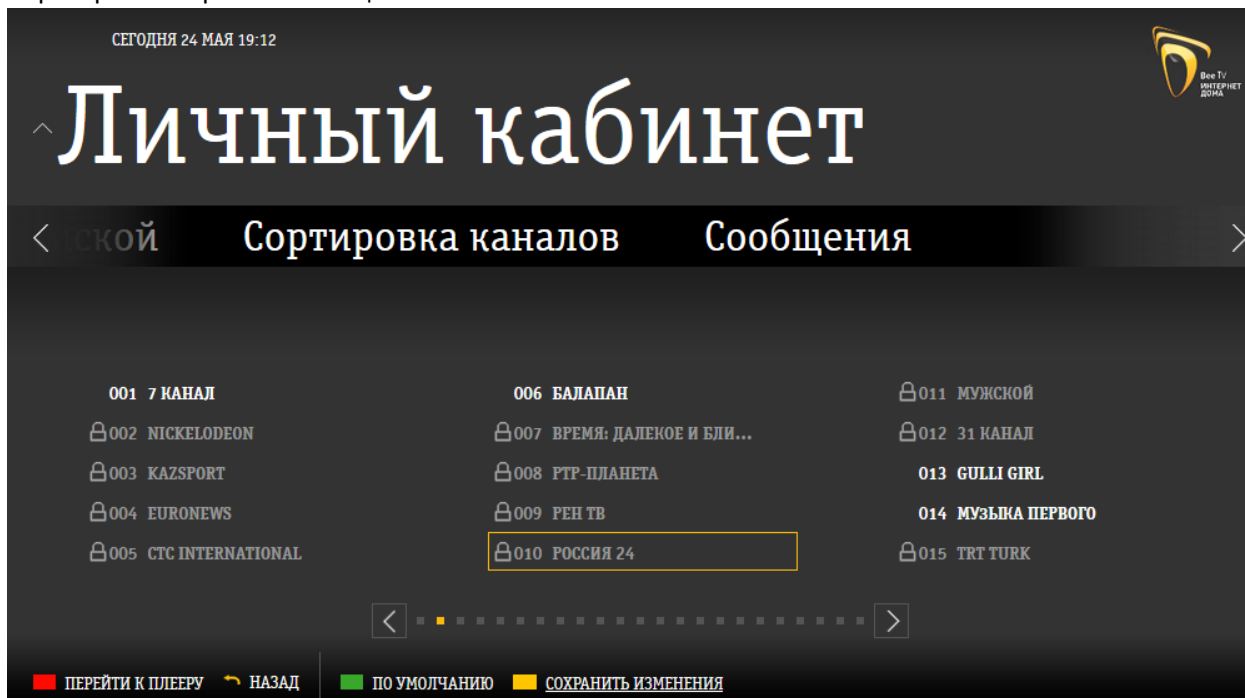 СЕГОДНЯ 24 МАЯ 19:12
Bee TV
ИНТЕРНЕТ
ДОМА
Личный кабинет
ской Сортировка каналов Сообщения
001 7 КАНАЛ
002 NICKELODEON
003 KAZSPORT
004 EURONEWS
005 СТС INTERNATIONAL
006 БАЛАПАН
007 ВРЕМЯ: ДАЛЕКОЕ И БЛИ...
008 РТР-ПЛАНЕТА
009 РЕН ТВ
010 РОССИЯ 24
011 МУЖСКОЙ
012 31 КАНАЛ
013 GULLI GIRL
014 МУЗЫКА ПЕРВОГО
015 TRT TURK
ПЕРЕЙТИ К ПЛЕЕРУ НАЗАД ПО УМОЛЧАНИЮ СОХРАНИТЬ ИЗМЕНЕНИЯ